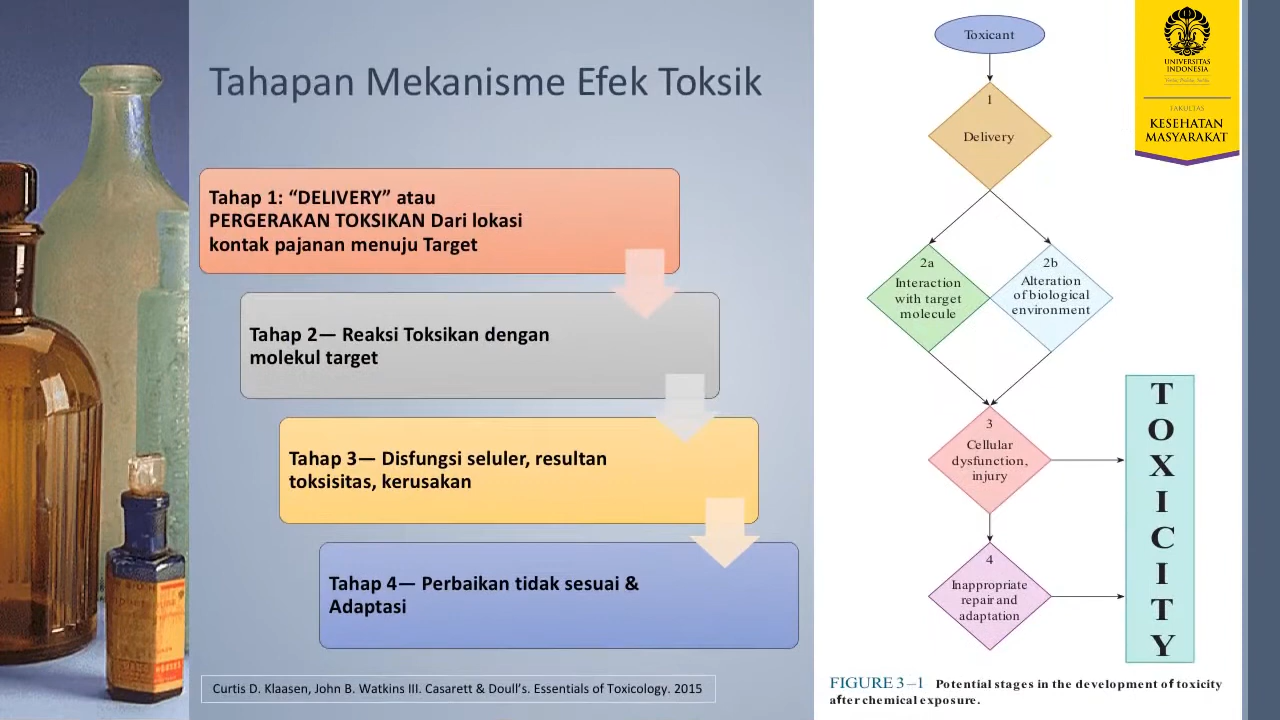 Tahapan Mekanisme Efek Toksik
Tahap 1: “DELIVERY” atau
PERGERAKAN TOKSIKAN Dari lokasi
kontak pajanan menuju Target
Tahap 2— Reaksi Toksikan dengan
molekul target
Tahap 3— Disfungsi seluler, resultan
toksisitas, kerusakan
Tahap 4— Perbaikan tidak sesuai &
Adaptasi
Curtis D. Klaasen, John B. Watkins III. Casarett & Doull's. Essentials of Toxicology. 2015
Toxicant
1
Delivery
2a
Interaction
with target
molecule
2b
Alteration
of biological
environment
3
Cellular
dysfunction,
injury
4
Inappropriate
repair and
adaptation
T
O
X
I
C
I
T
Y
FIGURE 3–1 Potential stages in the development of toxicity
after chemical exposure.
UNIVERSITAS
INDONESIA
FAKULTAS
KESEHATAN
MASYARAKAT